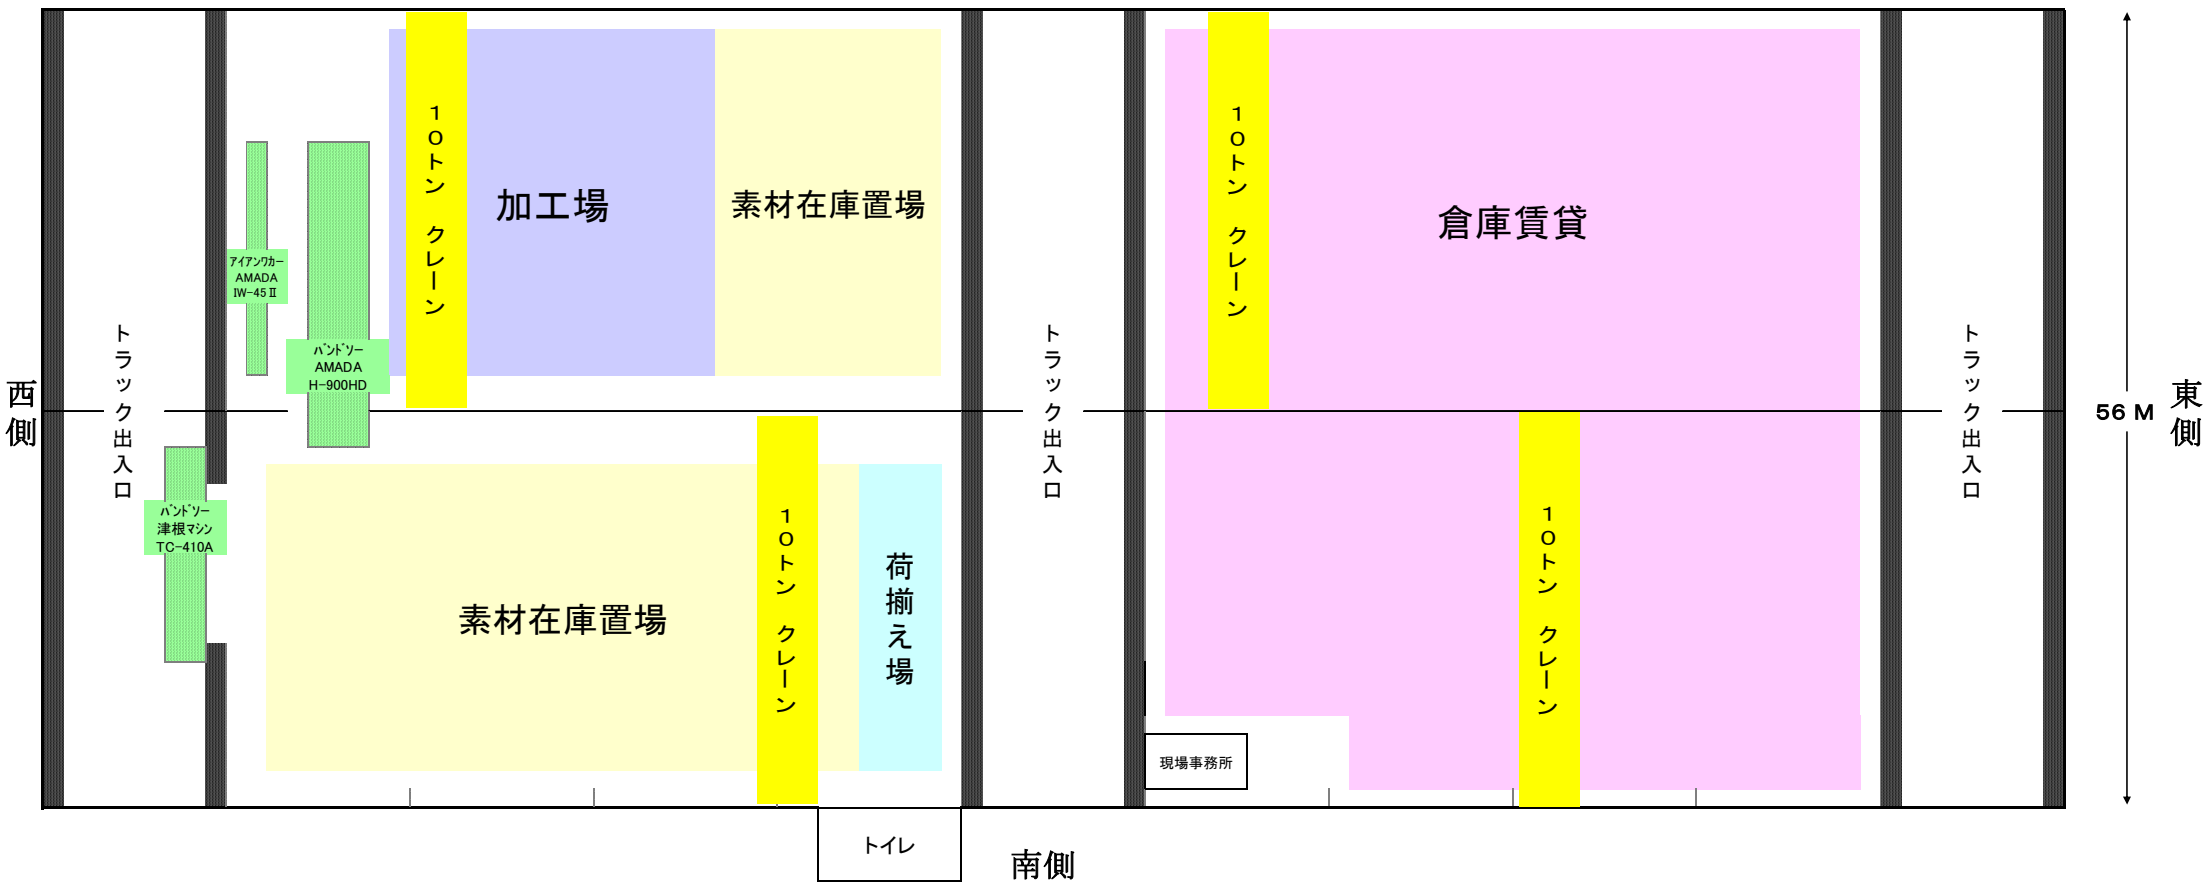 10トン クレーン
加工場
素材在庫置場
10トン クレーン
倉庫賃貸
アイアンワカー
AMADA
IW-45Ⅱ
バンドソー
AMADA
H-900HD
トラック出入口
トラック出入口
トラック出入口
西側
56 M
東側
バンドソー
津根マシン
TC-410A
素材在庫置場
10トン クレーン
荷揃え場
10トン クレーン
現場事務所
トイレ
南側